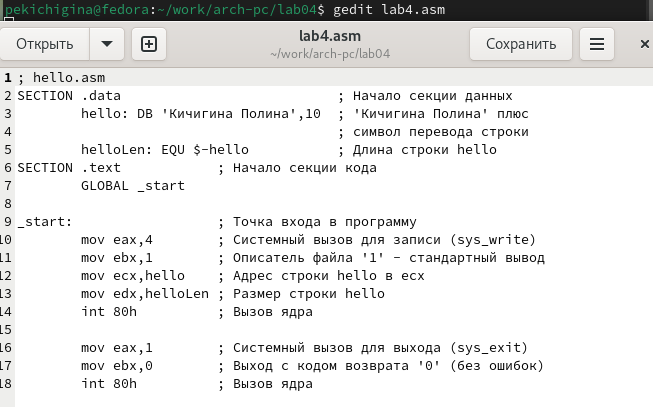 pekichigina@fedora:~/work/arch-pc/lab04$ gedit lab4.asm
Открыть
lab4.asm
~/work/arch-pc/lab04
Сохранить
1 ; hello.asm
2 SECTION .data ; Начало секции данных
3 hello: DB 'Кичигина Полина',10 ; 'Кичигина Полина' плюс
4 ; символ перевода строки
5 helloLen: EQU $-hello ; Длина строки hello
6 SECTION .text ; Начало секции кода
7 GLOBAL _start
8
9 _start: ; Точка входа в программу
10 mov eax,4 ; Системный вызов для записи (sys_write)
11 mov ebx,1 ; Описатель файла '1' - стандартный вывод
12 mov ecx,hello ; Адрес строки hello в ecx
13 mov edx,helloLen ; Размер строки hello
14 int 80h ; Вызов ядра
15
16 mov eax,1 ; Системный вызов для выхода (sys_exit)
17 mov ebx,0 ; Выход с кодом возврата '0' (без ошибок)
18 int 80h ; Вызов ядра